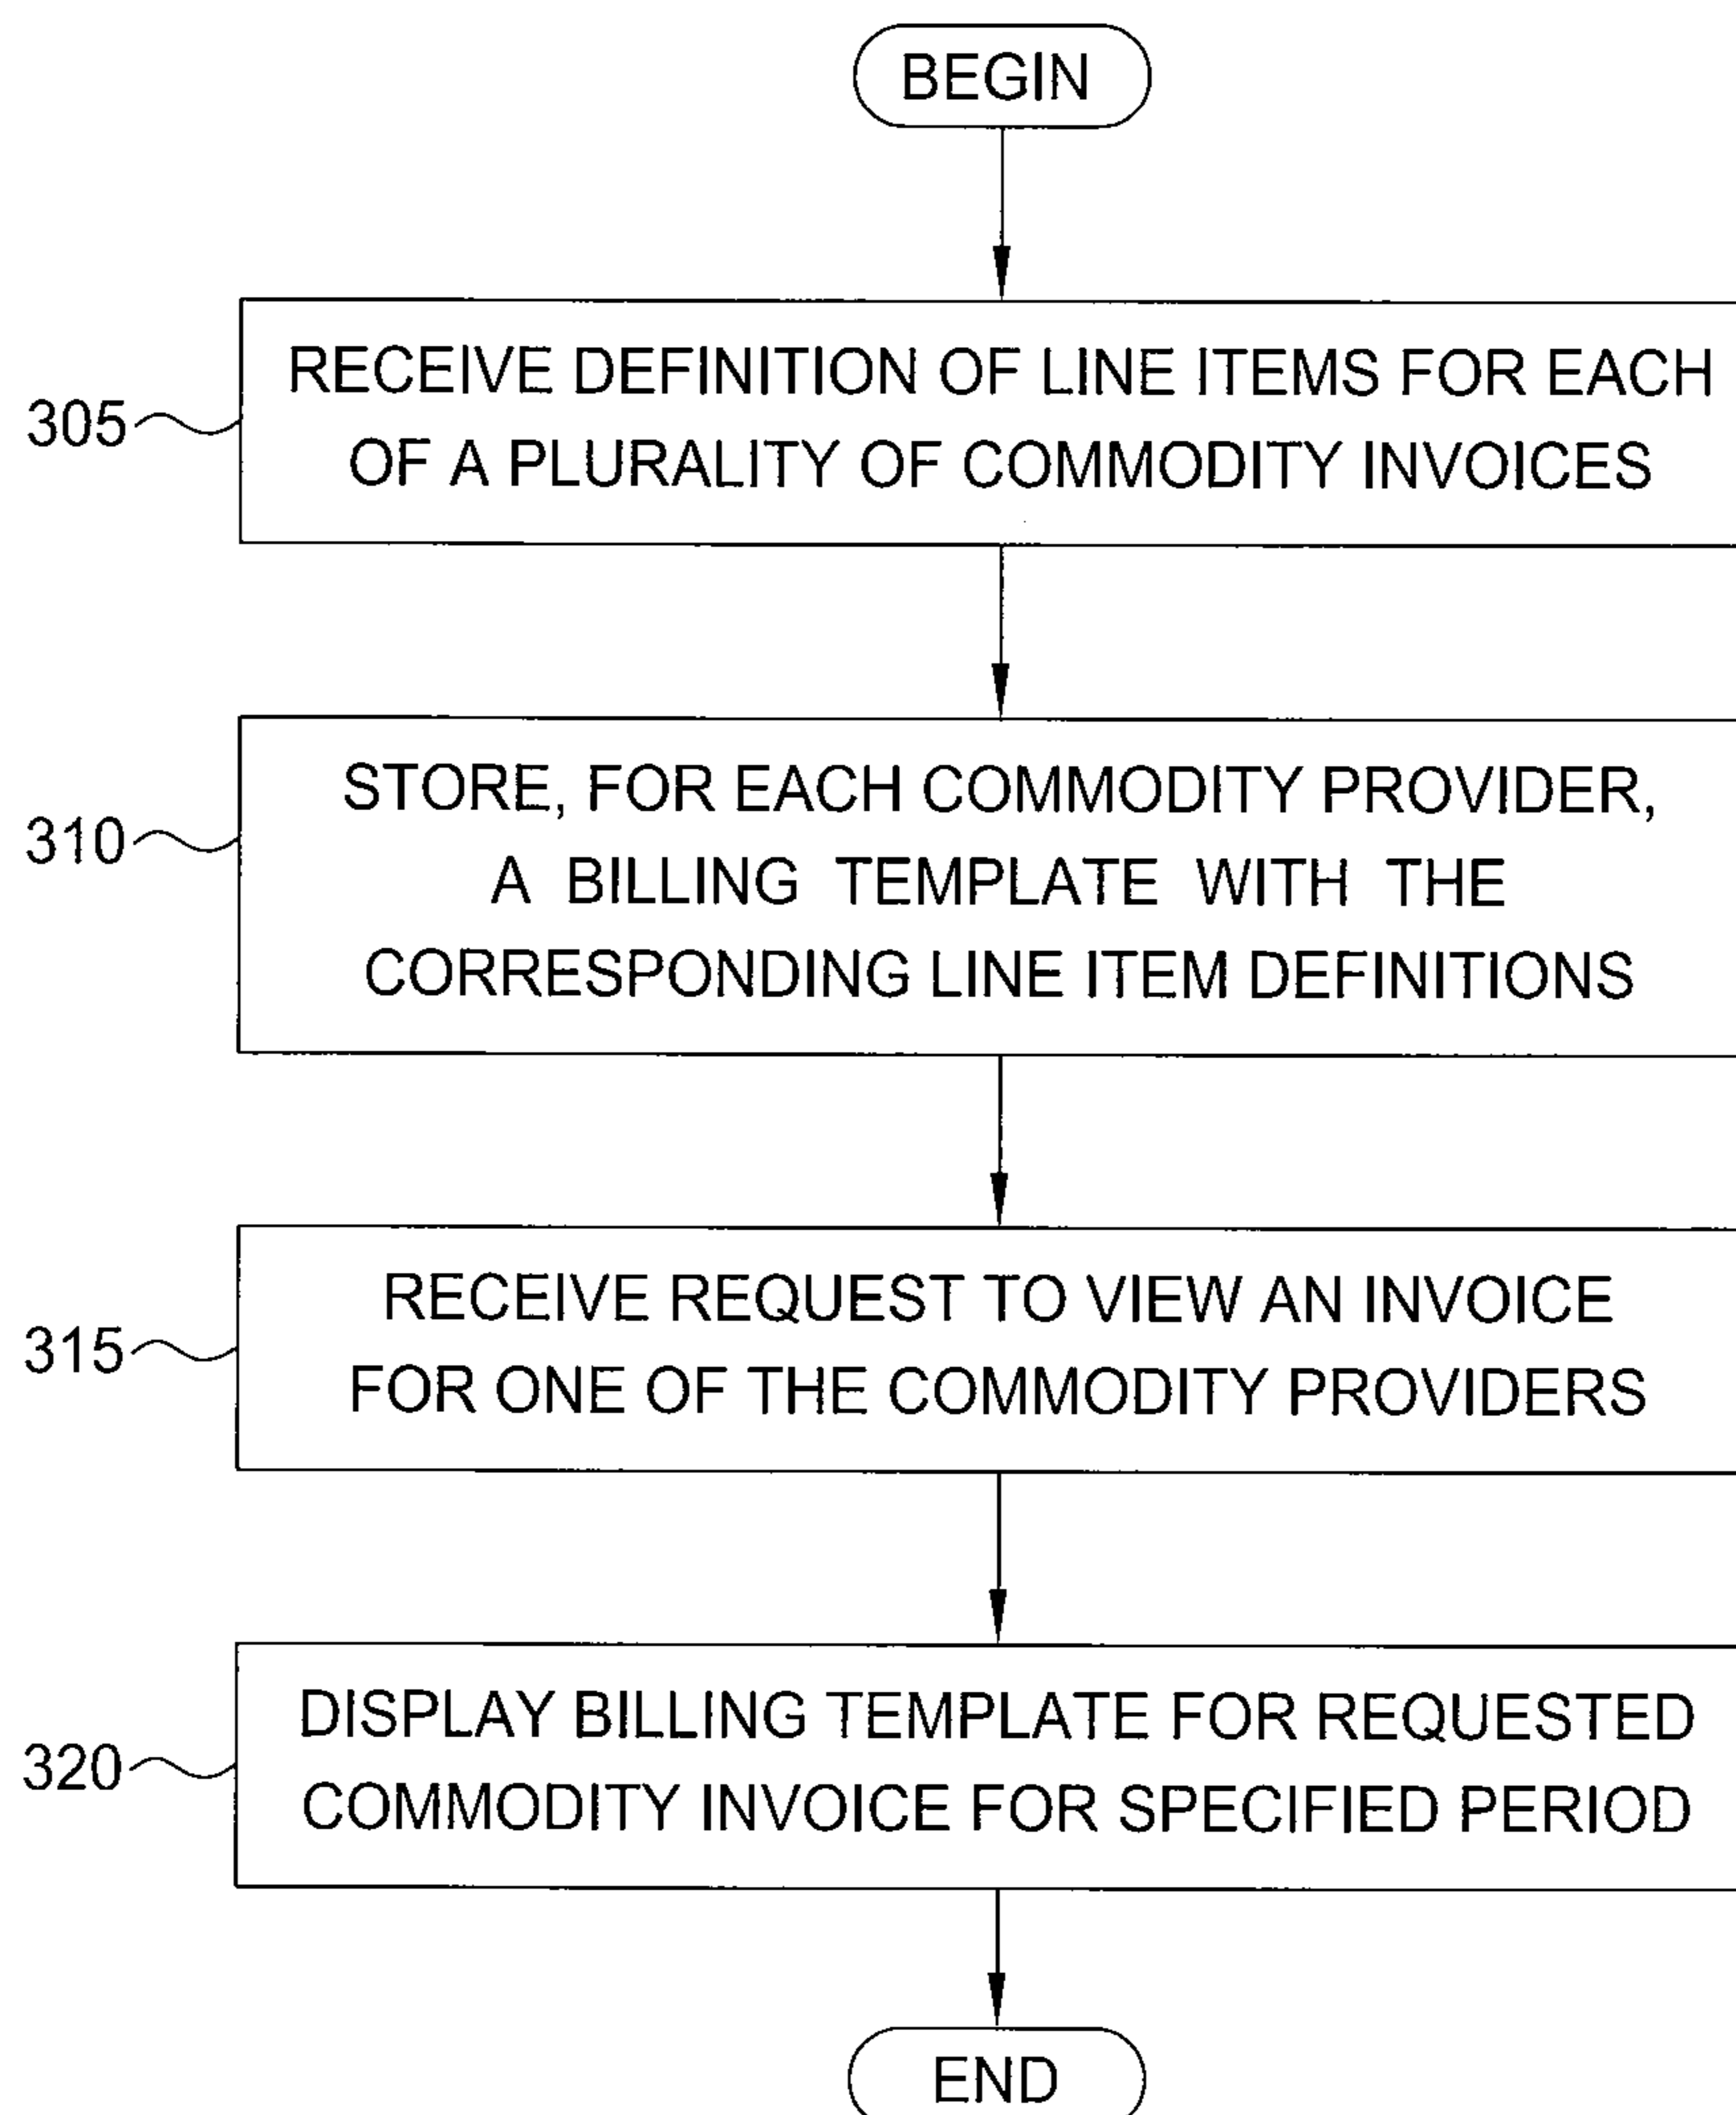 BEGIN
305
RECEIVE DEFINITION OF LINE ITEMS FOR EACH
OF A PLURALITY OF COMMODITY INVOICES
310
STORE, FOR EACH COMMODITY PROVIDER,
A BILLING TEMPLATE WITH THE
CORRESPONDING LINE ITEM DEFINITIONS
315
RECEIVE REQUEST TO VIEW AN INVOICE
FOR ONE OF THE COMMODITY PROVIDERS
320
DISPLAY BILLING TEMPLATE FOR REQUESTED
COMMODITY INVOICE FOR SPECIFIED PERIOD
END